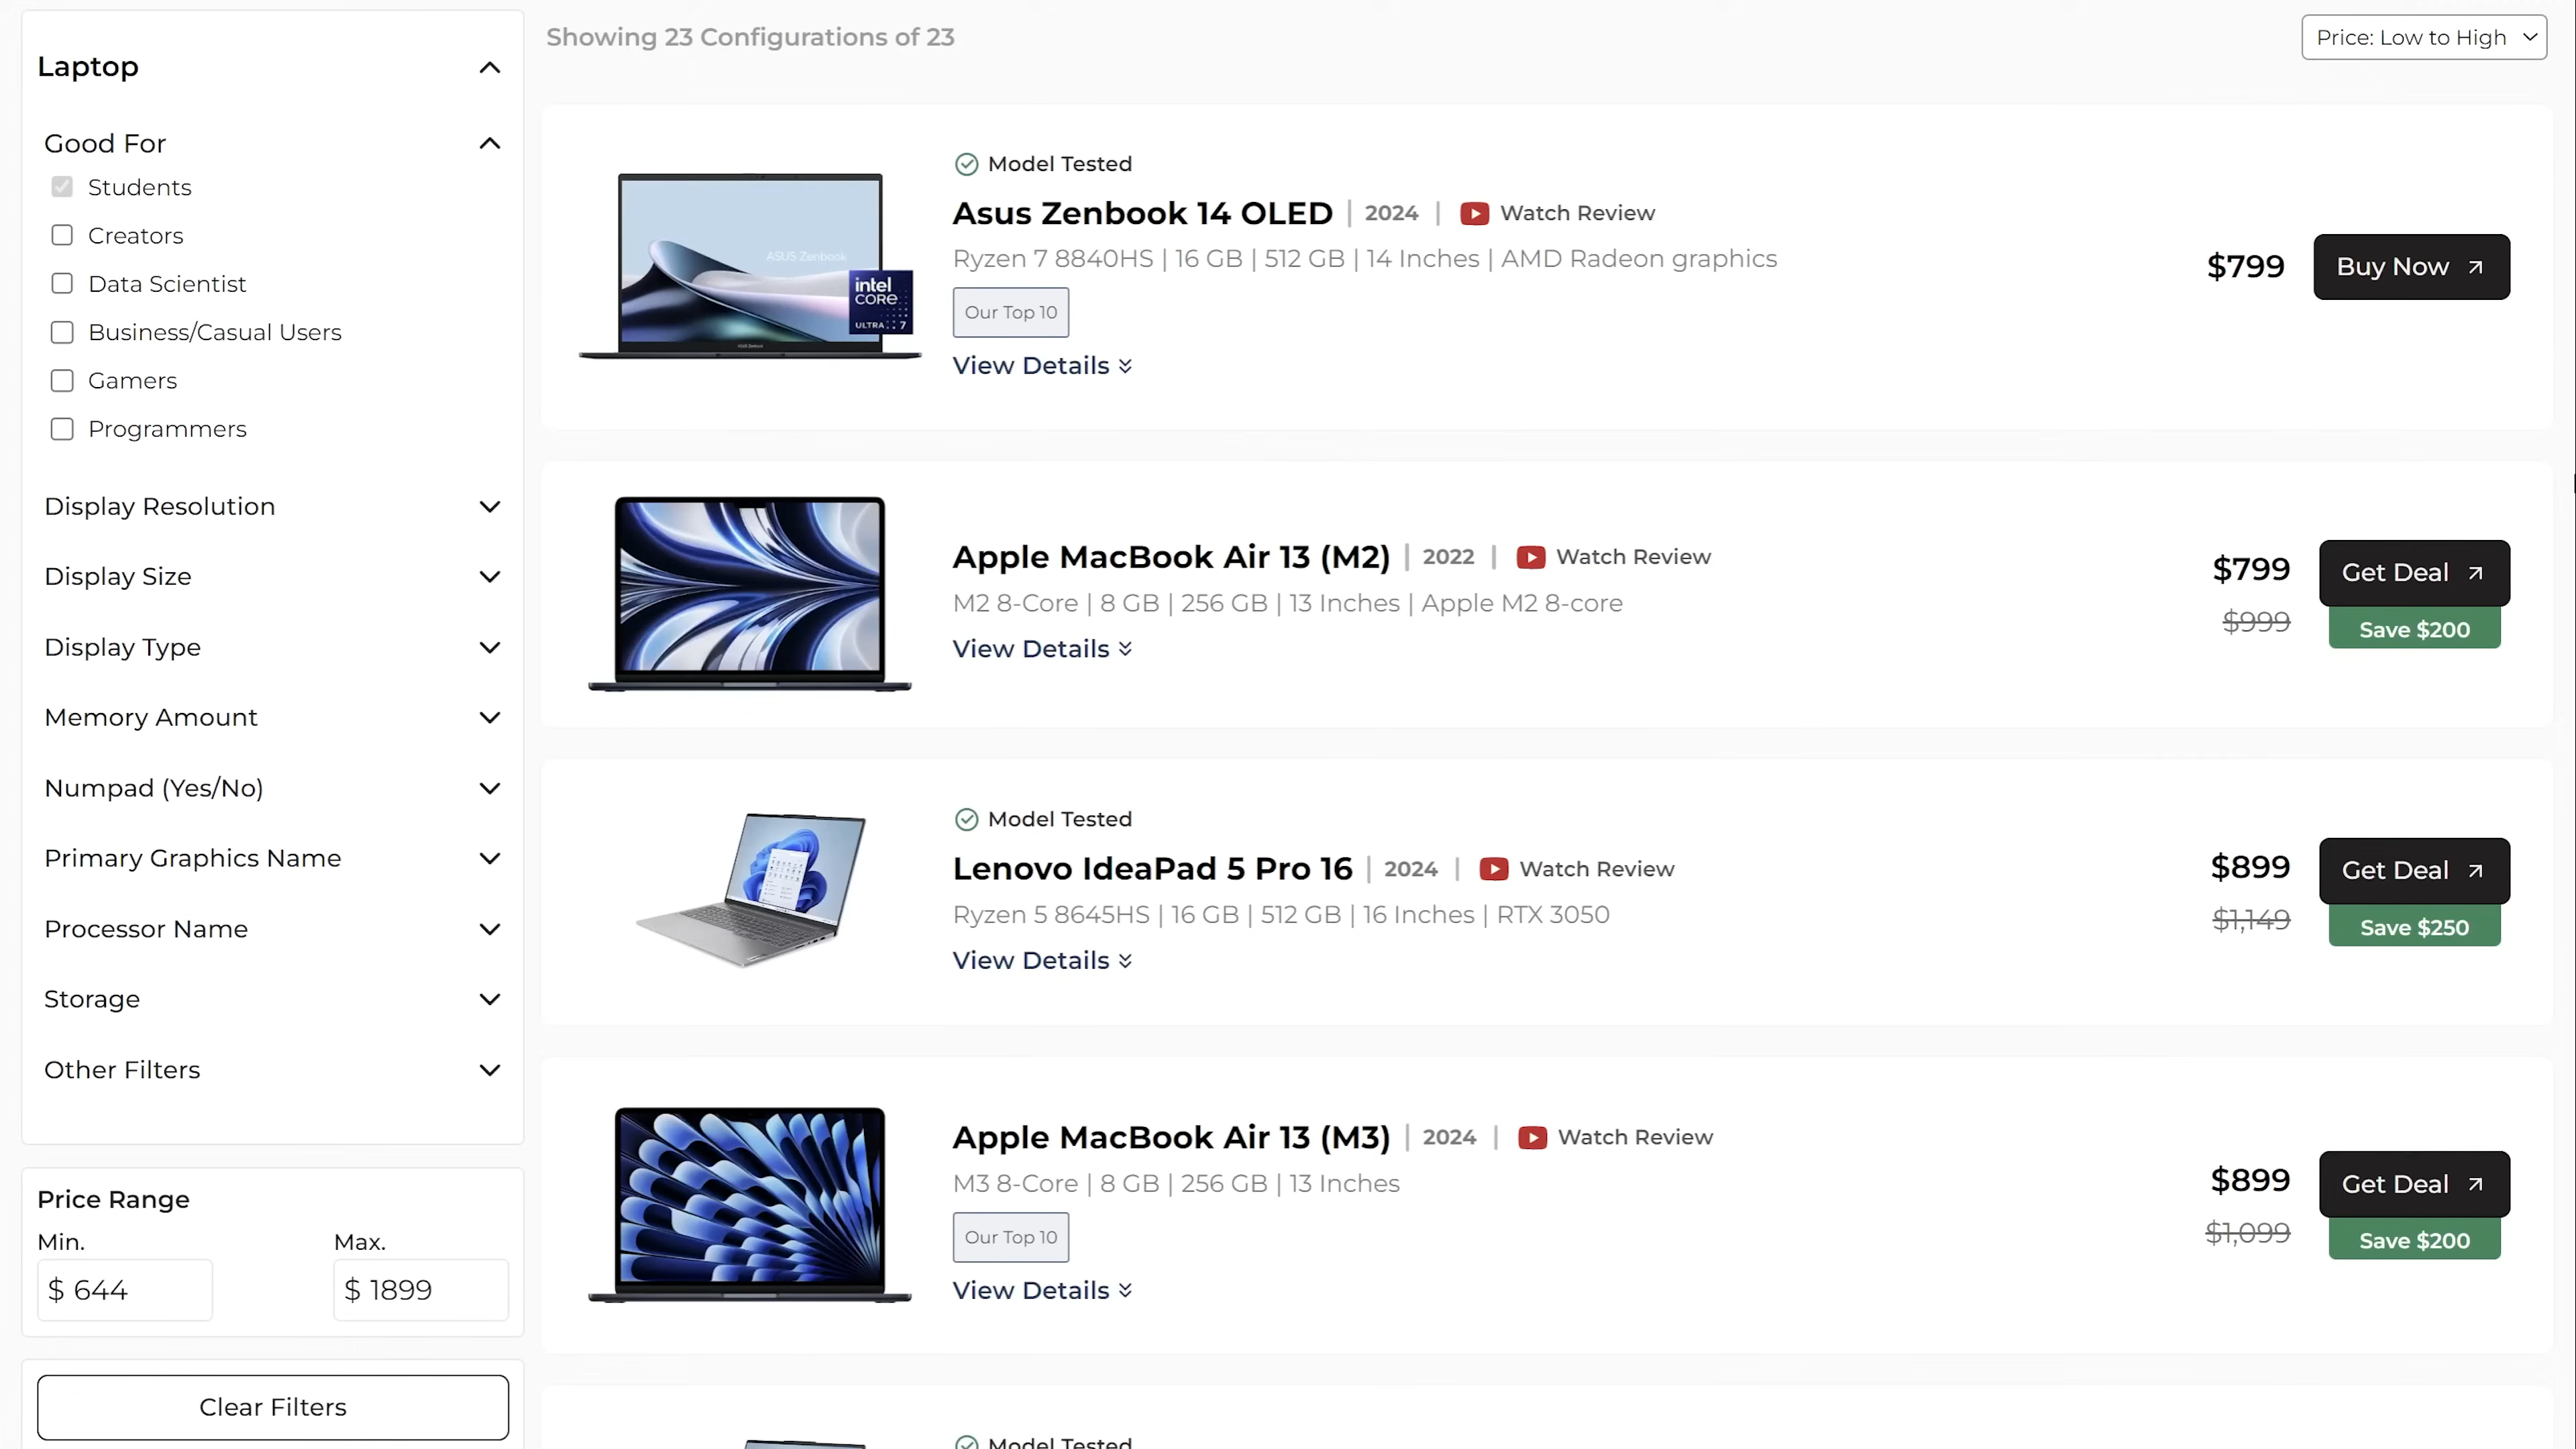 Laptop
Good For
Students
Creators
Data Scientist
Business/Casual Users
Gamers
Programmers
Display Resolution
Display Size
Display Type
Memory Amount
Numpad (Yes/No)
Primary Graphics Name
Processor Name
Storage
Other Filters
Price Range
Min.
Max.
$ 644
$ 1899
Clear Filters
Showing 23 Configurations of 23
Price: Low to High
Model Tested
Asus Zenbook 14 OLED | 2024 | Watch Review
Ryzen 7 8840HS | 16 GB | 512 GB | 14 Inches | AMD Radeon graphics
Our Top 10
View Details
$799
Buy Now
ASUS Zenbook
intel
CORE
ULTRA 7
Apple MacBook Air 13 (M2) | 2022 | Watch Review
M2 8-Core | 8 GB | 256 GB | 13 Inches | Apple M2 8-core
View Details
$799
$999
Get Deal
Save $200
Model Tested
Lenovo IdeaPad 5 Pro 16 | 2024 | Watch Review
Ryzen 5 8645HS | 16 GB | 512 GB | 16 Inches | RTX 3050
View Details
$899
$1,149
Get Deal
Save $250
Apple MacBook Air 13 (M3) | 2024 | Watch Review
M3 8-Core | 8 GB | 256 GB | 13 Inches
Our Top 10
View Details
$899
$1,099
Get Deal
Save $200
Model Tested